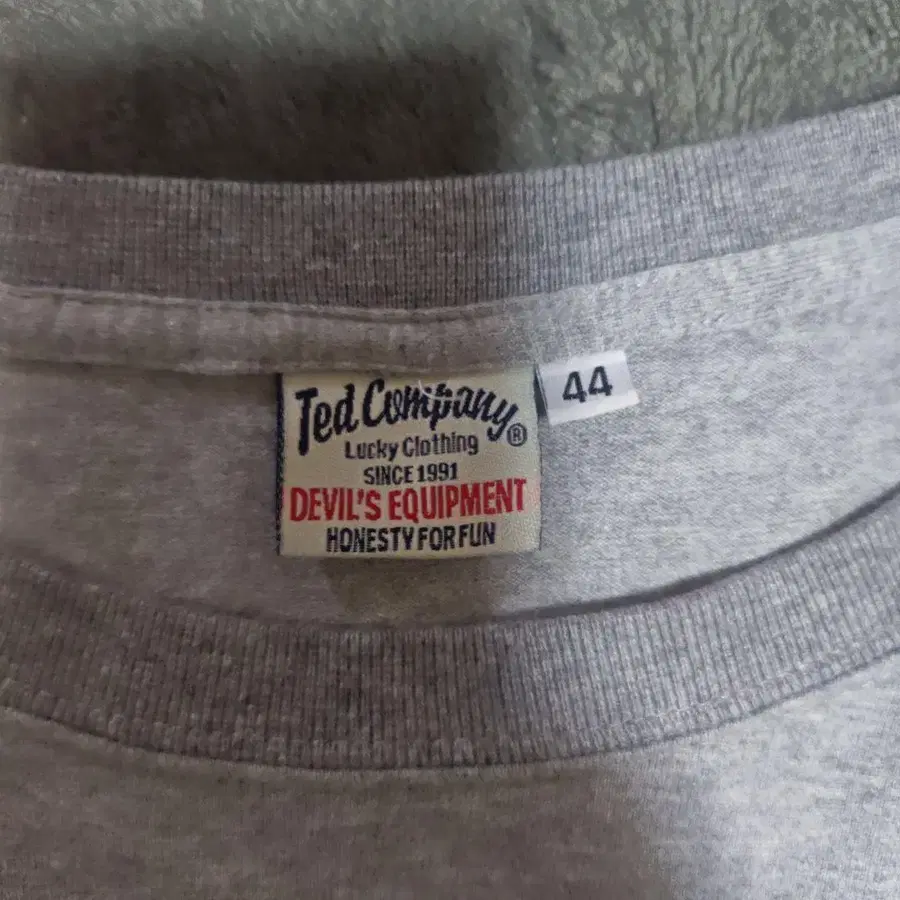 Ted Company®
Lucky Clothing
SINCE 1991
DEVIL'S EQUIPMENT
HONESTY FOR FUN
44